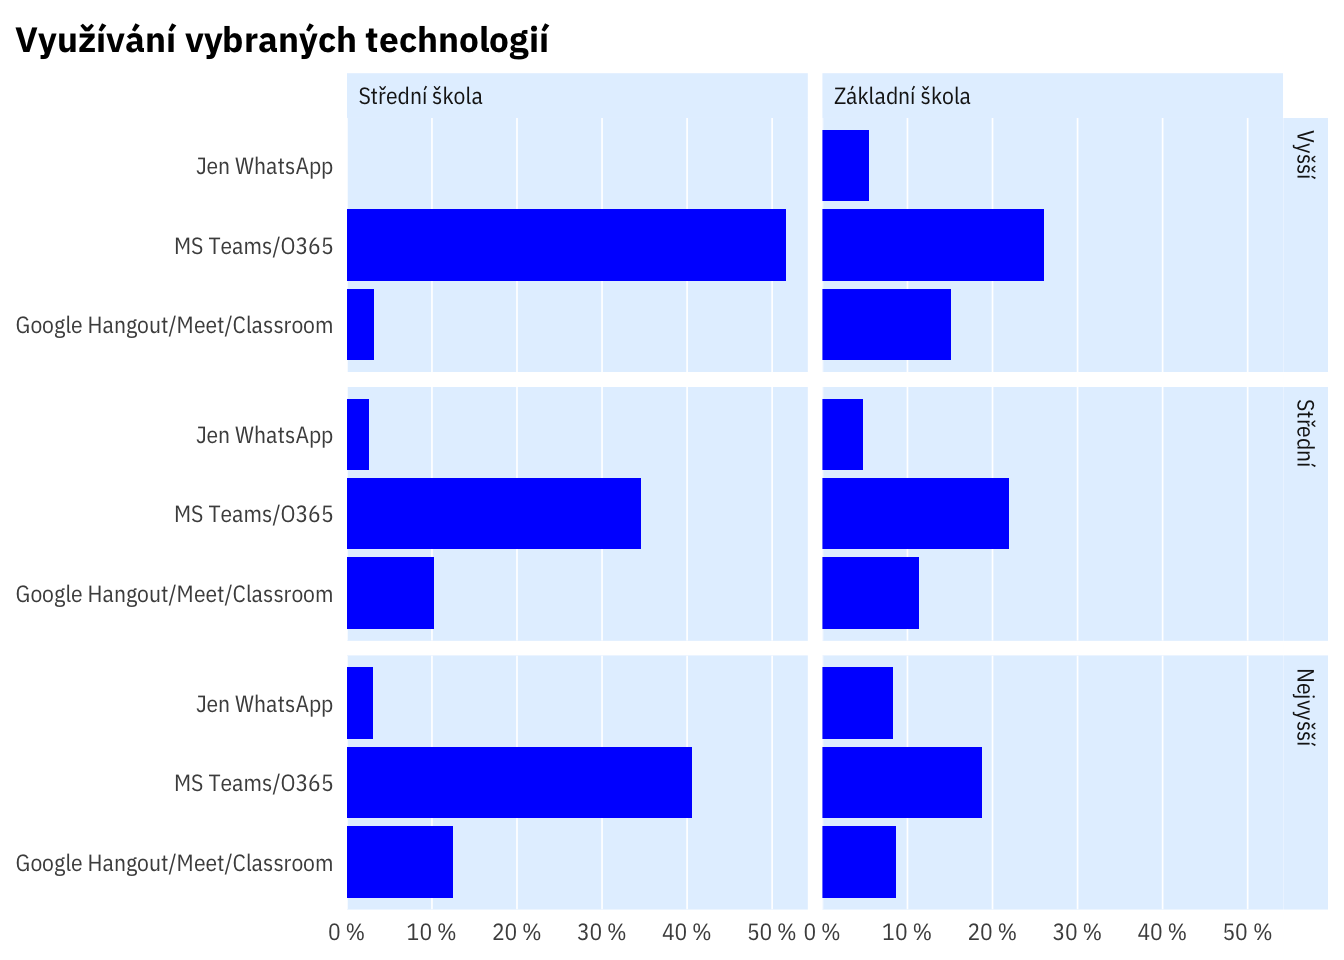 Využívání vybraných technologií
Střední škola
Základní škola
Vyšší
Jen WhatsApp
MS Teams/O365
Google Hangout/Meet/Classroom
Střední
Jen WhatsApp
MS Teams/O365
Google Hangout/Meet/Classroom
Nejvyšší
Jen WhatsApp
MS Teams/O365
Google Hangout/Meet/Classroom
0 % 10 % 20 % 30 % 40 % 50 % 0 % 10 % 20 % 30 % 40 % 50 %